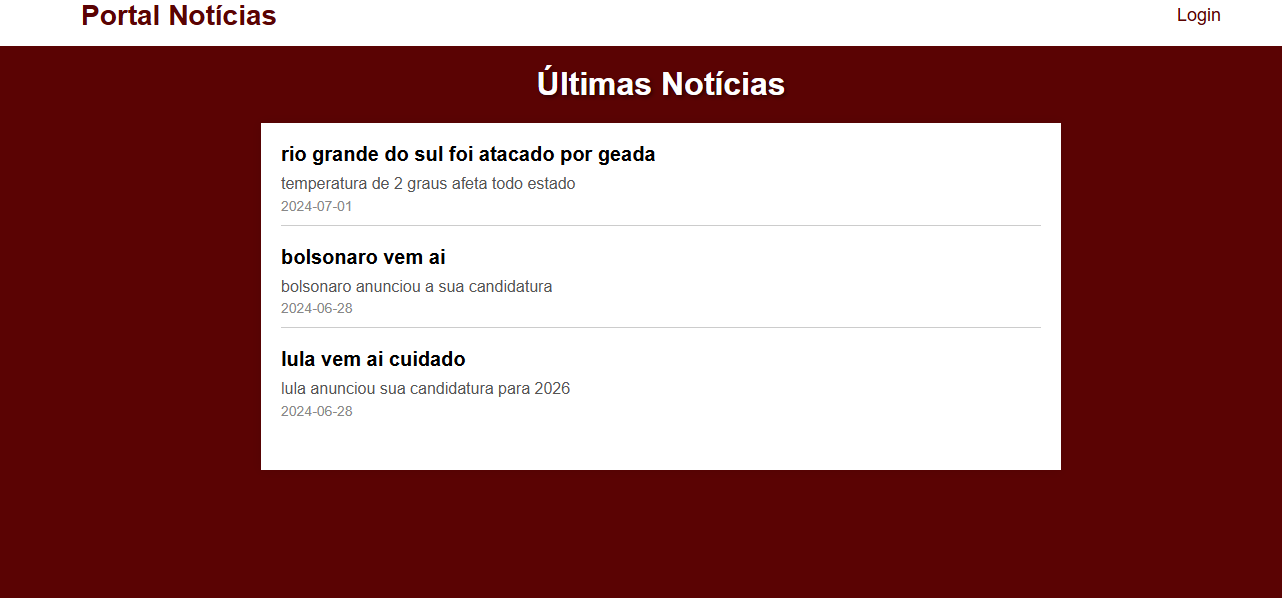 Portal Notícias
Login
Últimas Notícias
rio grande do sul foi atacado por geada
temperatura de 2 graus afeta todo estado
2024-07-01
bolsonaro vem ai
bolsonaro anunciou a sua candidatura
2024-06-28
lula vem ai cuidado
lula anunciou sua candidatura para 2026
2024-06-28